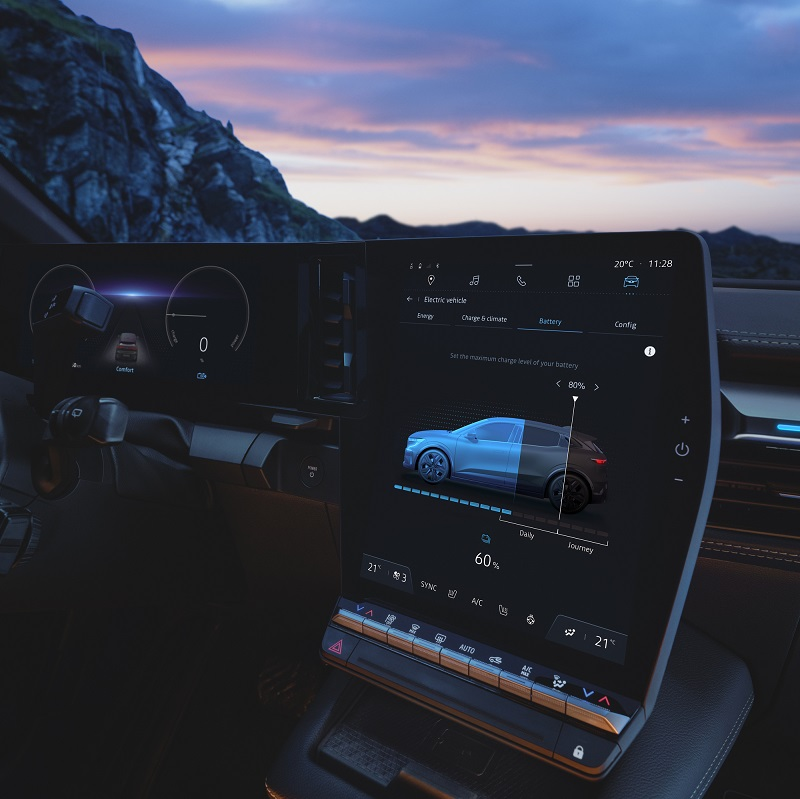 20°C · 11:28
Electric vehicle
Energy
Charge & climate
Battery
Config
i
Set the maximum charge level of your battery
80%
0
Comfort
Daily
Journey
60%
21°C
3
SYNC
A/C
21°C
AUTO
A/C
MAX